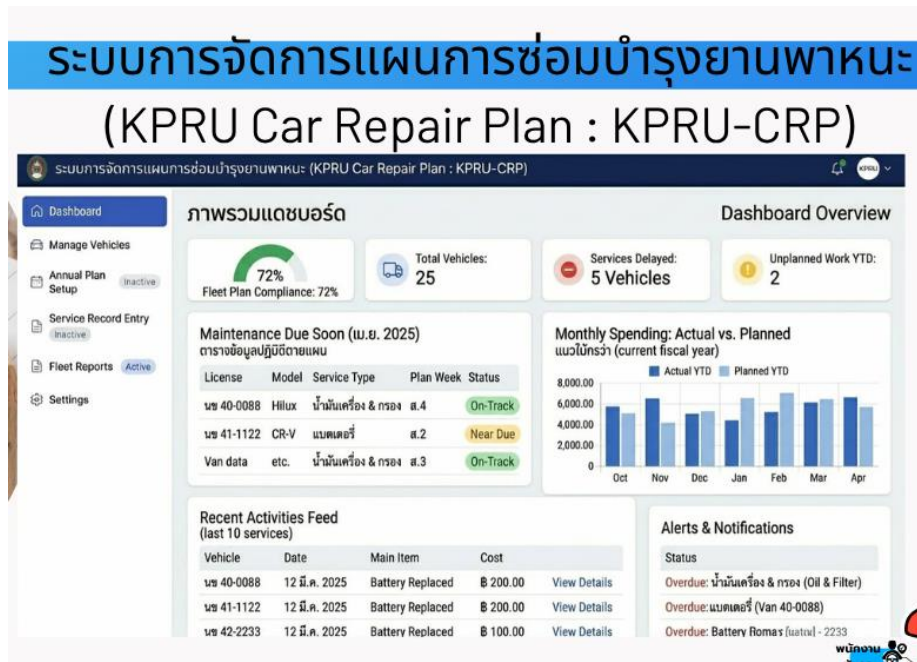 ระบบการจัดการแผนการซ่อมบำรุงยานพาหนะ
(KPRU Car Repair Plan : KPRU-CRP)
ระบบการจัดการแผนการซ่อมบำรุงยานพาหนะ (KPRU Car Repair Plan : KPRU-CRP)
KPRU
Dashboard
Manage Vehicles
Annual Plan Setup Inactive
Service Record Entry
Inactive
Fleet Reports Active
Settings
ภาพรวมแดชบอร์ด Dashboard Overview
72%
Fleet Plan Compliance: 72%
Total Vehicles:
25
Services Delayed:
5 Vehicles
Unplanned Work YTD:
2
Maintenance Due Soon (เม.ย. 2025)
ตารางข้อมูลปฏิบัติตายแผน
License Model Service Type Plan Week Status
นข 40-0088 Hilux น้ำมันเครื่อง & กรอง ส.4 On-Track
นข 41-1122 CR-V แบตเตอรี่ ส.2 Near Due
Van data etc. น้ำมันเครื่อง & กรอง ส.3 On-Track
Monthly Spending: Actual vs. Planned
(current fiscal year)
Actual YTD Planned YTD
8,000.00
6,000.00
4,000.00
2,000.00
0
Oct Nov Dec Jan Feb Mar Apr
Recent Activities Feed
(last 10 services)
Vehicle Date Main Item Cost
นข 40-0088 12 มี.ค. 2025 Battery Replaced ฿ 200.00 View Details
นข 41-1122 12 มี.ค. 2025 Battery Replaced ฿ 200.00 View Details
นข 42-2233 12 มี.ค. 2025 Battery Replaced ฿ 100.00 View Details
Alerts & Notifications
Status
Overdue: น้ำมันเครื่อง & กรอง (Oil & Filter)
Overdue: แบตเตอรี่ (Van 40-0088)
Overdue: Battery - 2233
พนักงาน